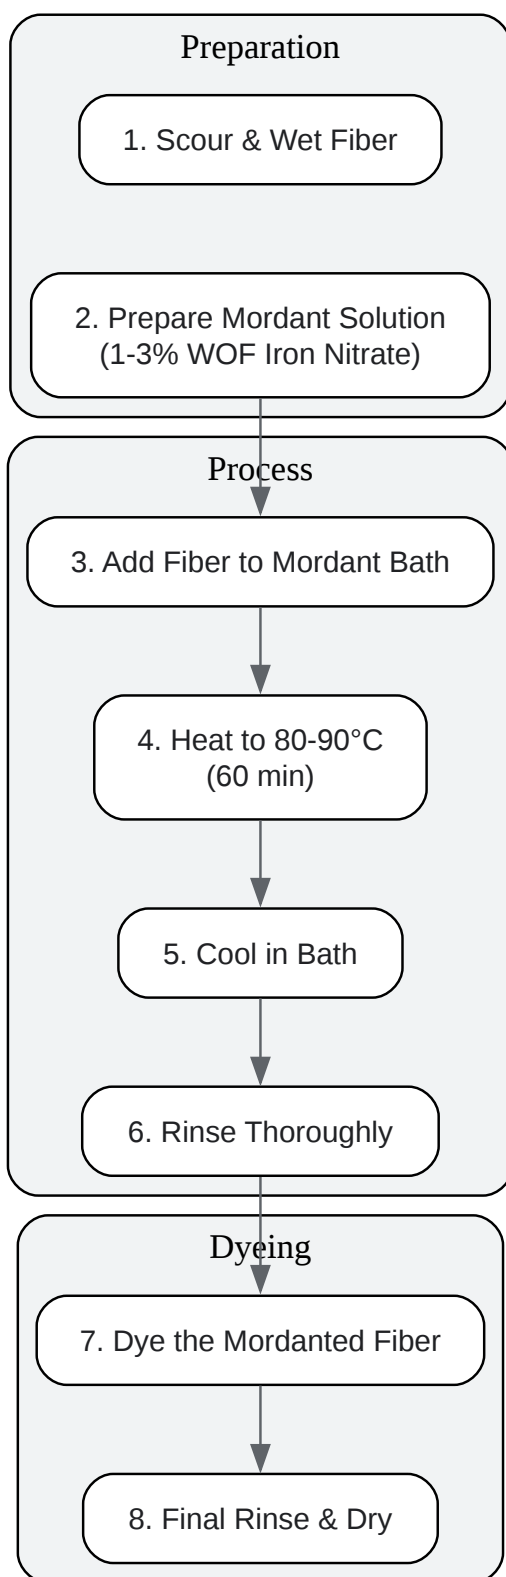 Preparation
1. Scour & Wet Fiber
2. Prepare Mordant Solution
(1-3% WOF Iron Nitrate)
Process
3. Add Fiber to Mordant Bath
4. Heat to 80-90°C
(60 min)
5. Cool in Bath
6. Rinse Thoroughly
Dyeing
7. Dye the Mordanted Fiber
8. Final Rinse & Dry